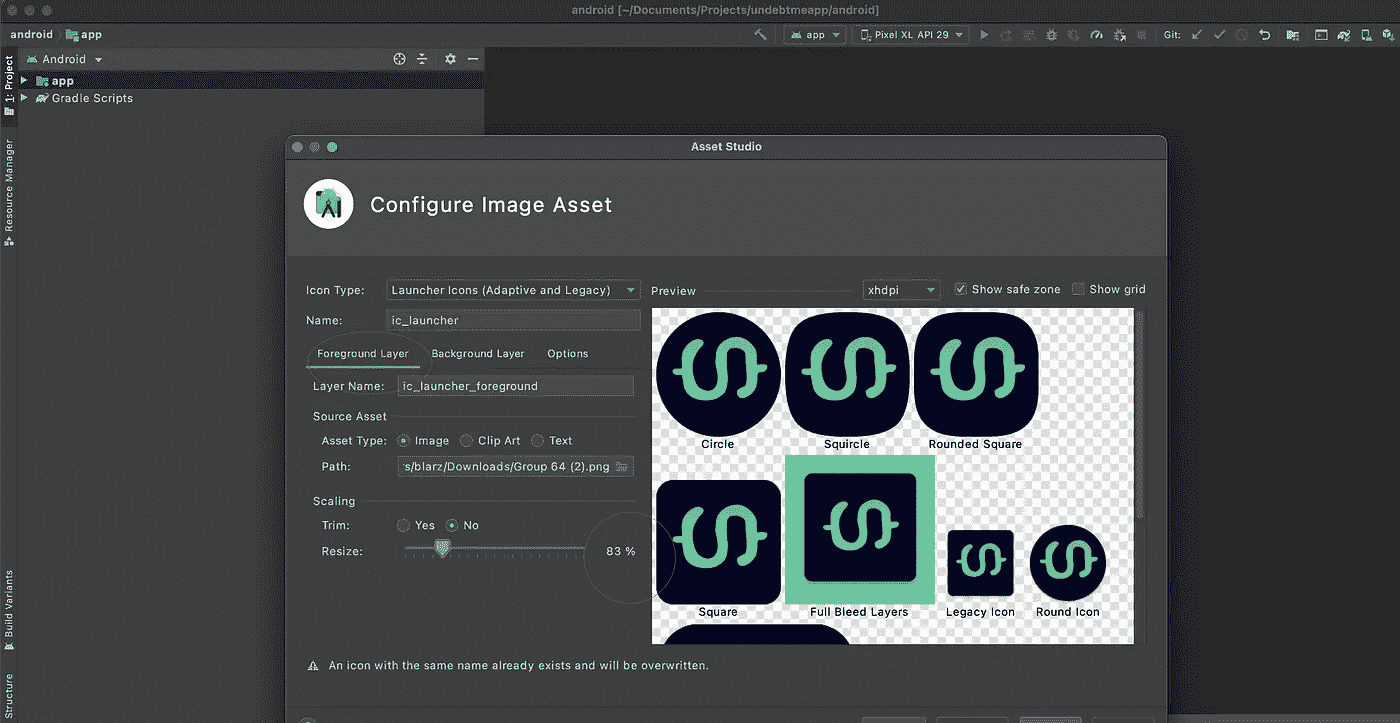 android [~/Documents/Projects/undebtmeapp/android]
android app
app Pixel XL API 29 Git:
1: Project
Android
app
Gradle Scripts
Resource Manager
Build Variants
Structure
Asset Studio
Configure Image Asset
Icon Type: Launcher Icons (Adaptive and Legacy)
Name: ic_launcher
Foreground Layer Background Layer Options
Layer Name: ic_launcher_foreground
Source Asset
Asset Type: Image Clip Art Text
Path: 's/blarz/Downloads/Group 64 (2).png
Scaling
Trim: Yes No
Resize: 83 %
Preview xhdpi Show safe zone Show grid
Circle Squircle Rounded Square
Square Full Bleed Layers Legacy Icon Round Icon
An icon with the same name already exists and will be overwritten.